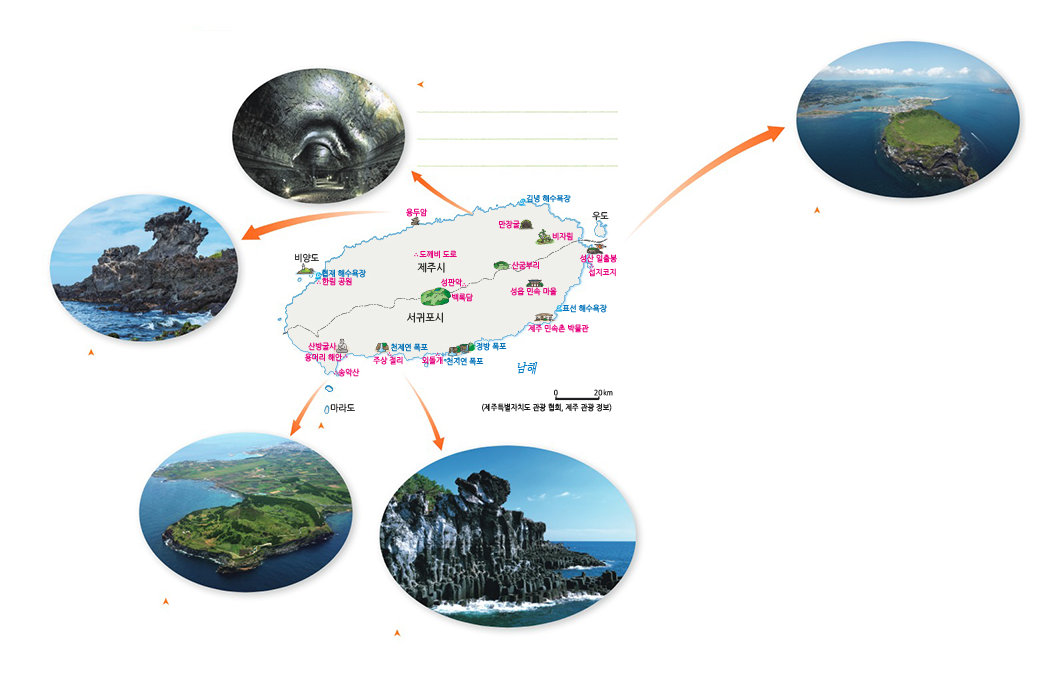 김녕 해수욕장
용두암
우도
만장굴
비자림
도깨비 도로
성산 일출봉
비양도
제주시
산굼부리
섭지코지
협재 해수욕장
한림 공원
성판악
성읍 민속 마을
백록담
표선 해수욕장
서귀포시
제주 민속촌 박물관
산방굴사
천제연 폭포
정방 폭포
용머리 해안
주상 절리
외돌개
천지연 폭포
남해
송악산
0 20km
마라도
(제주특별자치도 관광 협회, 제주 관광 정보)